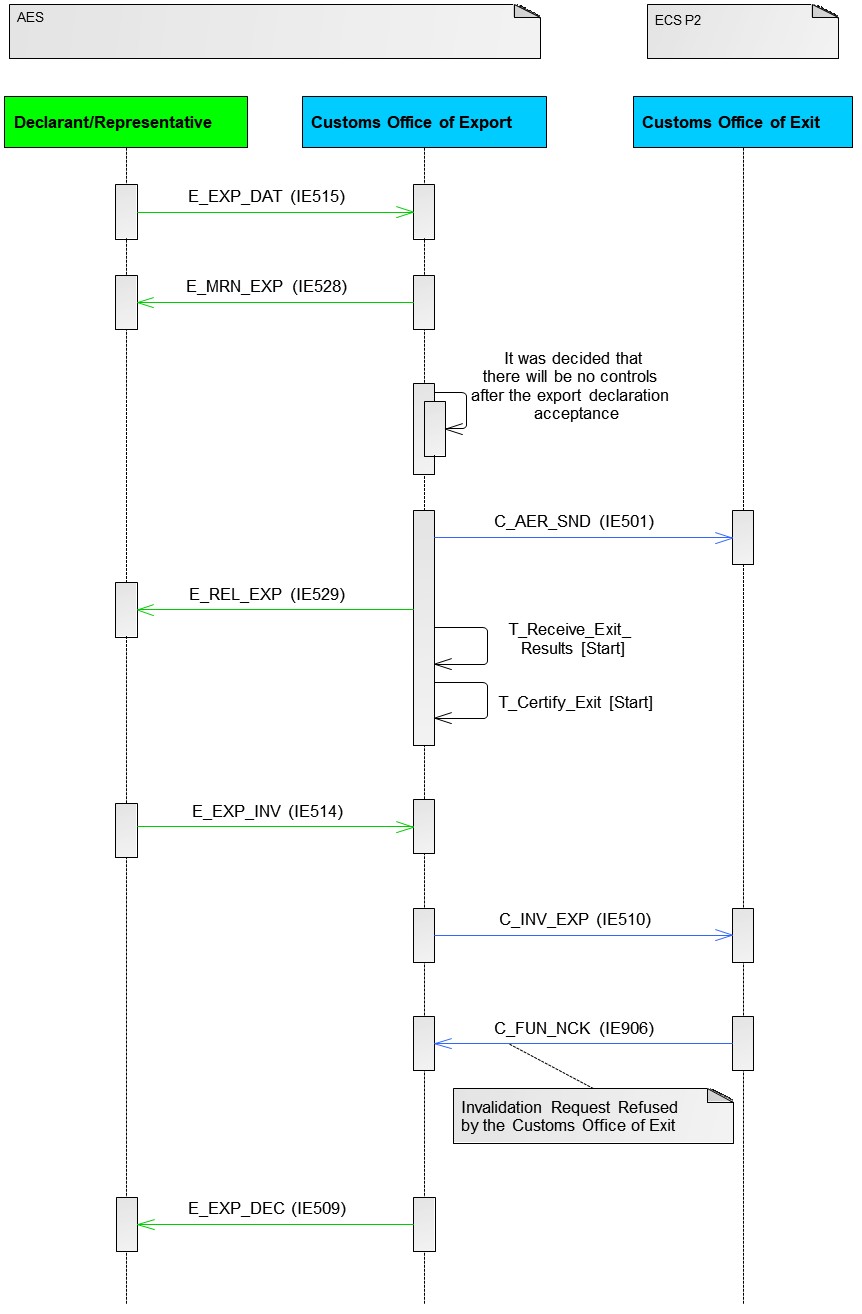 AES
ECS P2
Declarant/Representative
Customs Office of Export
Customs Office of Exit
E_EXP_DAT (IE515)
E_MRN_EXP (IE528)
It was decided that
there will be no controls
after the export declaration
acceptance
C_AER_SND (IE501)
E_REL_EXP (IE529)
T_Receive_Exit_
Results [Start]
T_Certify_Exit [Start]
E_EXP_INV (IE514)
C_INV_EXP (IE510)
C_FUN_NCK (IE906)
Invalidation Request Refused
by the Customs Office of Exit
E_EXP_DEC (IE509)